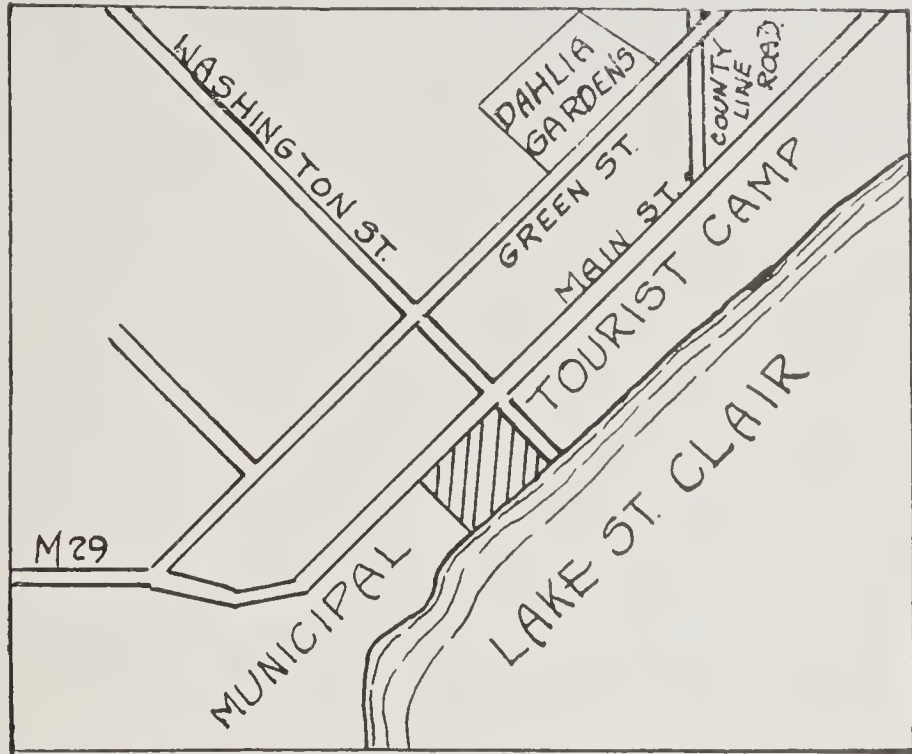 WASHINGTON ST.
DAHLIA
GARDENS
COUNTY
LINE
ROAD.
GREEN ST.
MAIN ST.
MUNICIPAL TOURIST CAMP
M29
LAKE ST. CLAIR